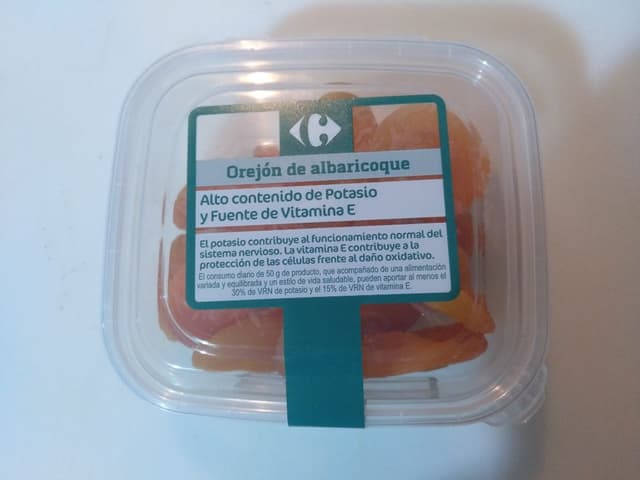 Orejón de albaricoque
Alto contenido de Potasio
y Fuente de Vitamina E
El potasio contribuye al funcionamiento normal del
sistema nervioso. La vitamina E contribuye a la
protección de las células frente al daño oxidativo.
El consumo diario de 50 g de producto, que acompañado de una alimentación
variada y equilibrada y un estilo de vida saludable, pueden aportar al menos el
30% de VRN de potasio y el 15% de VRN de vitamina E.